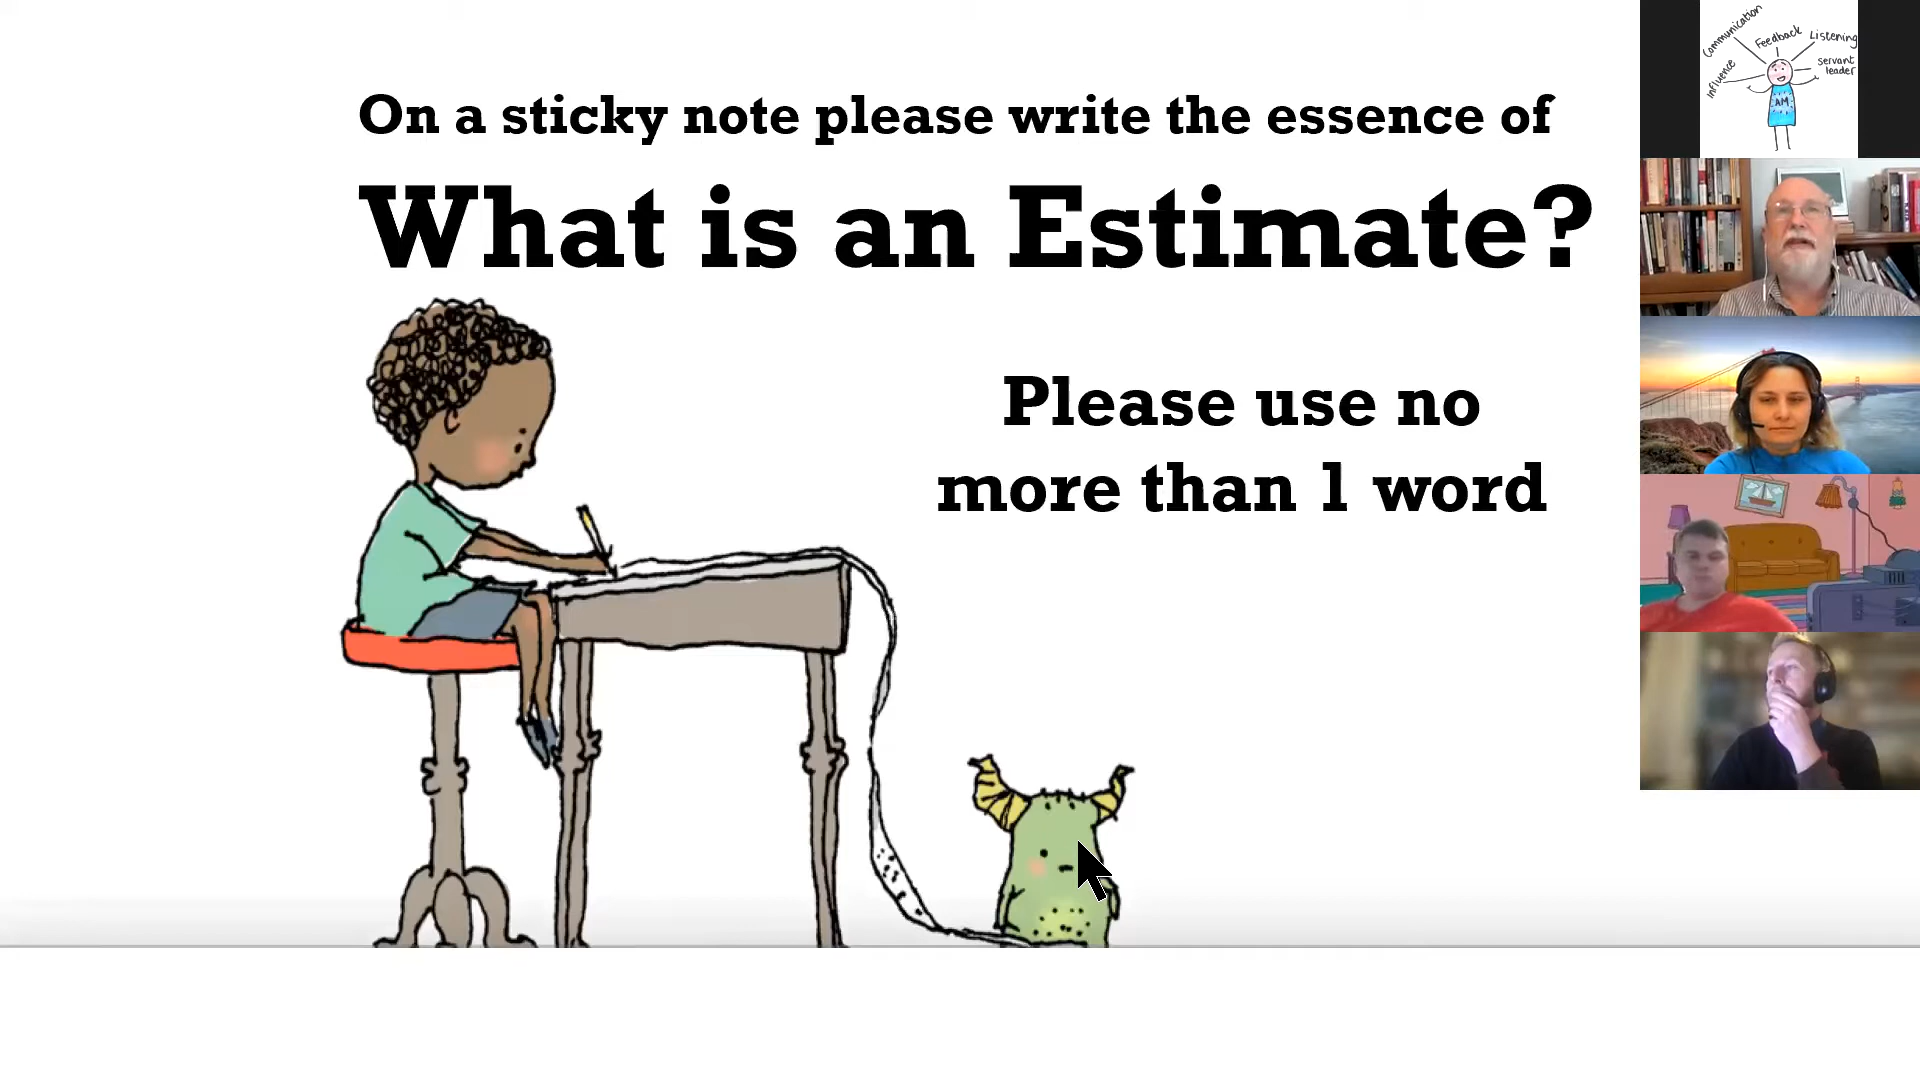 On a sticky note please write the essence of
What is an Estimate?
Please use no
more than 1 word
Communication
Feedback
Listening
Influence
servant
leader
AM